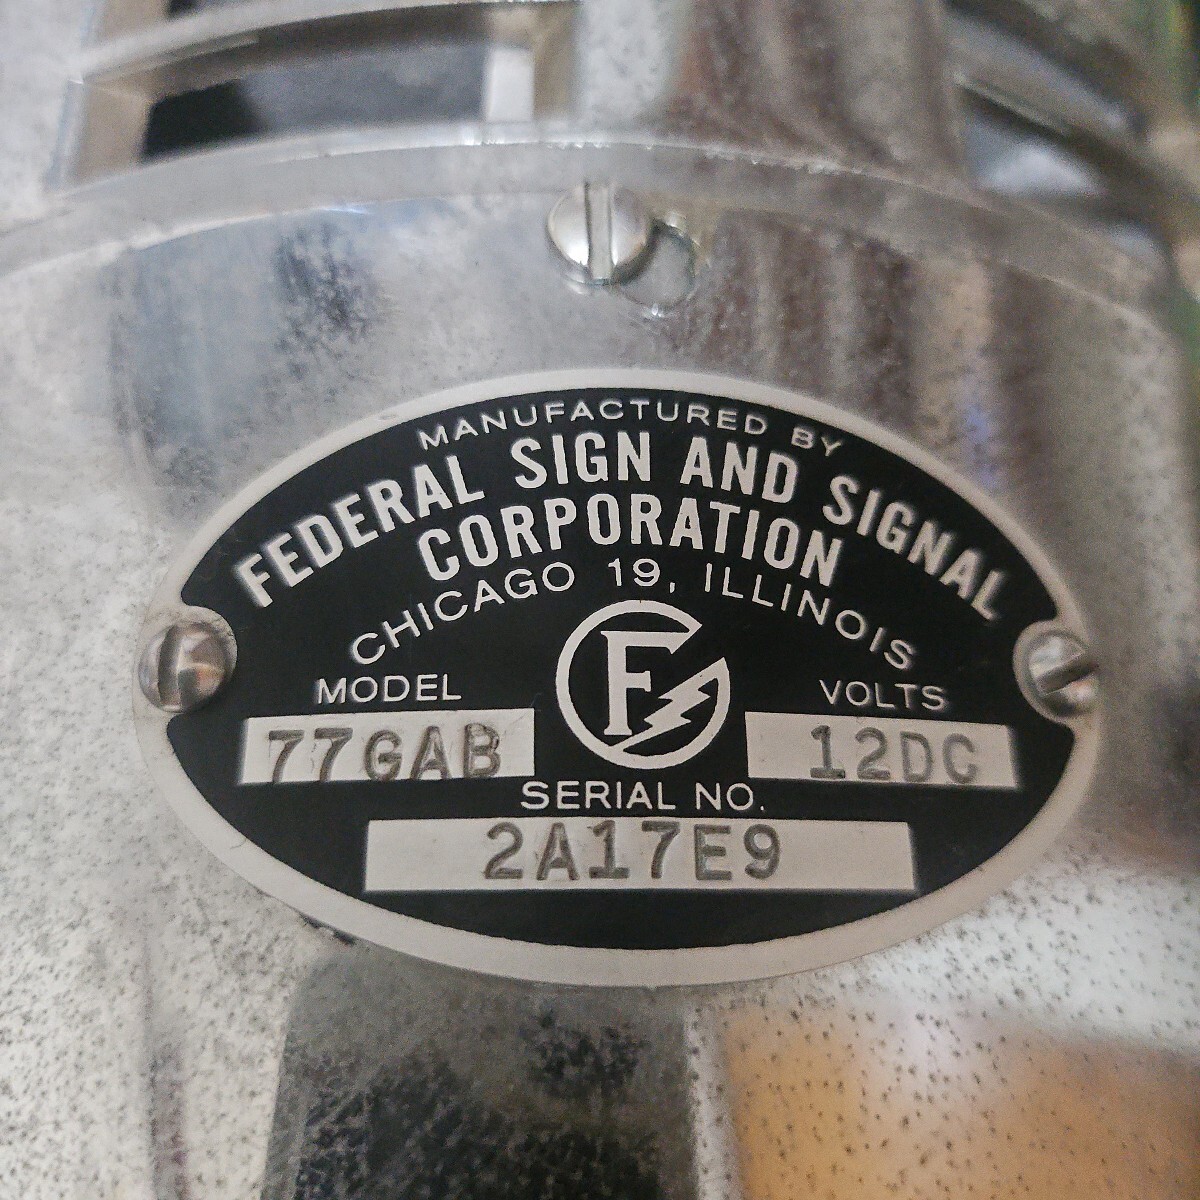 MANUFACTURED BY
FEDERAL SIGN AND SIGNAL
CORPORATION
CHICAGO 19, ILLINOIS
MODEL
77GAB
F
VOLTS
12DC
SERIAL NO.
2A17E9